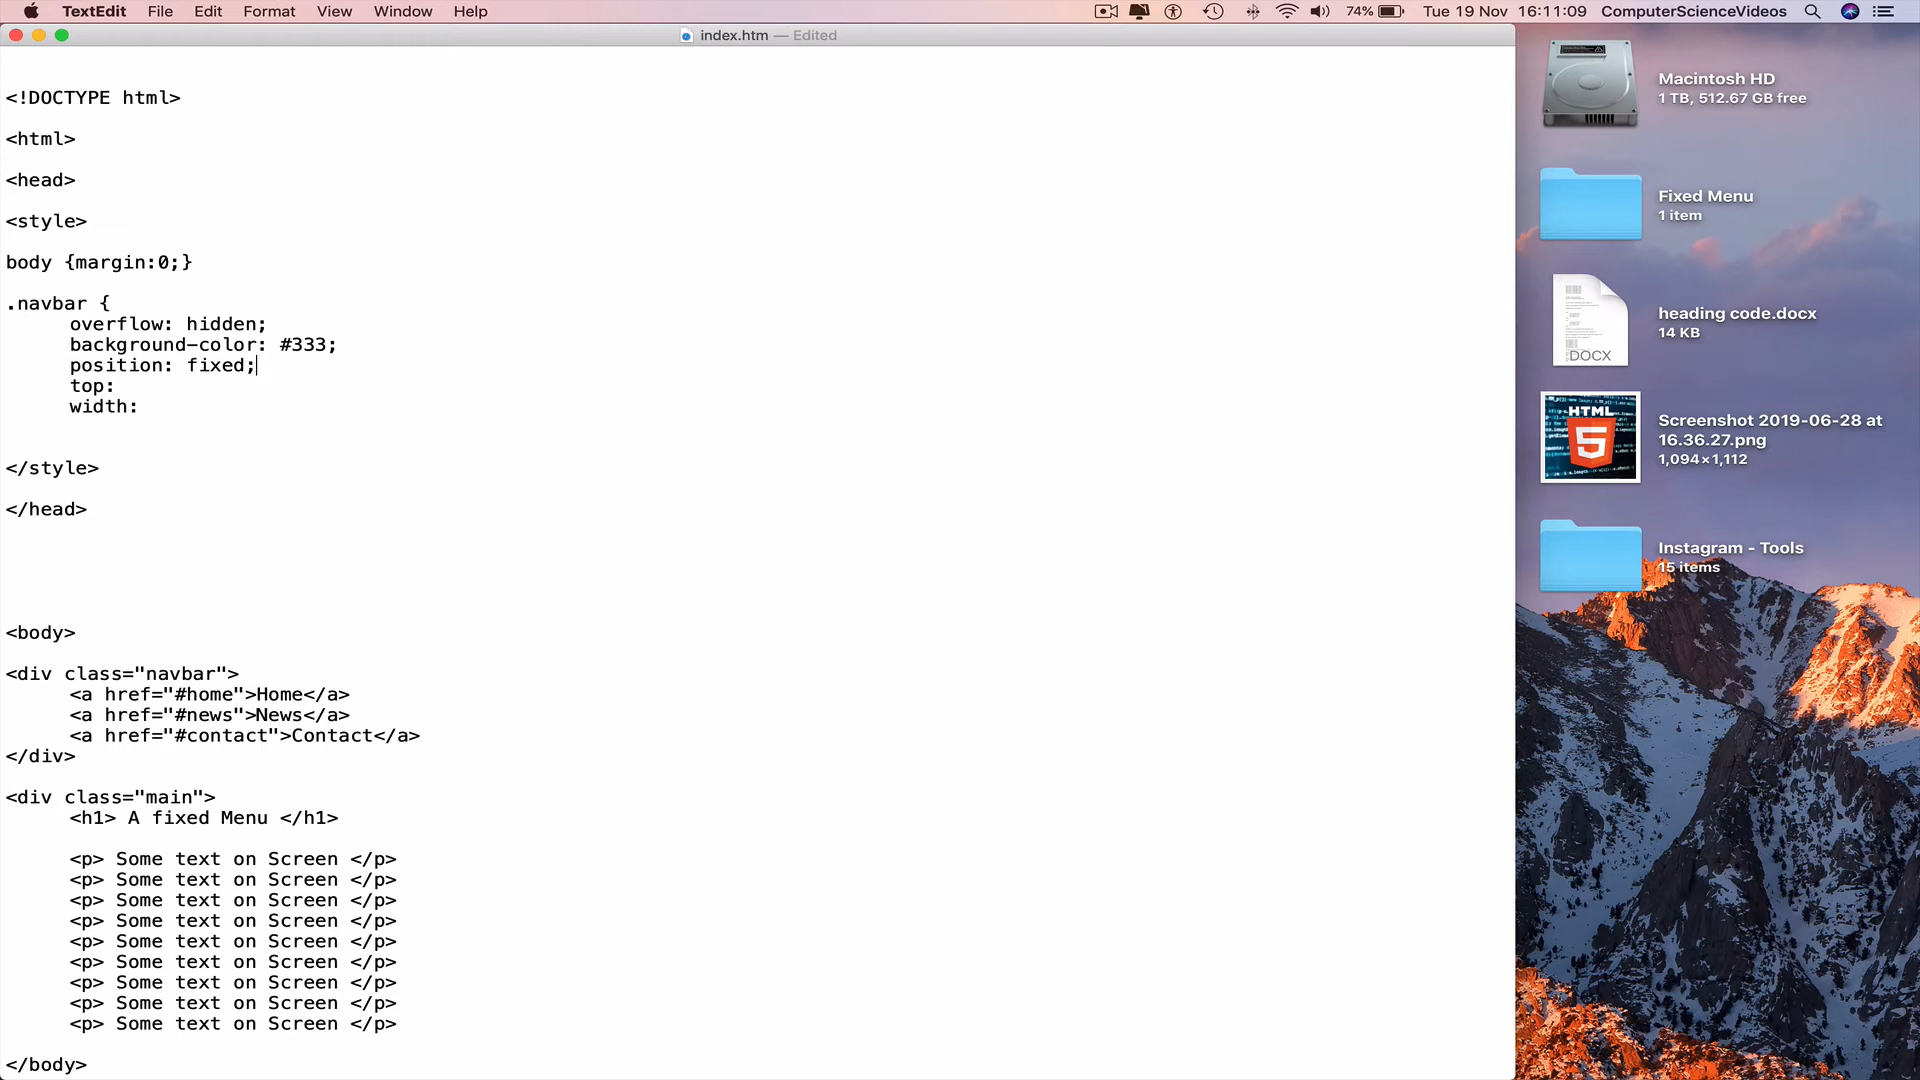 TextEdit File Edit Format View Window Help 74% Tue 19 Nov 16:11:09 ComputerScienceVideos
index.htm — Edited
<!DOCTYPE html>
<html>
<head>
<style>
body {margin:0;}
.navbar {
overflow: hidden;
background-color: #333;
position: fixed;
top:
width:
</style>
</head>
<body>
<div class="navbar">
<a href="#home">Home</a>
<a href="#news">News</a>
<a href="#contact">Contact</a>
</div>
<div class="main">
<h1> A fixed Menu </h1>
<p> Some text on Screen </p>
<p> Some text on Screen </p>
<p> Some text on Screen </p>
<p> Some text on Screen </p>
<p> Some text on Screen </p>
<p> Some text on Screen </p>
<p> Some text on Screen </p>
<p> Some text on Screen </p>
<p> Some text on Screen </p>
</body>
Macintosh HD
1 TB, 512.67 GB free
Fixed Menu
1 item
DOCX
heading code.docx
14 KB
HTML
5
Screenshot 2019-06-28 at
16.36.27.png
1,094×1,112
Instagram - Tools
15 items